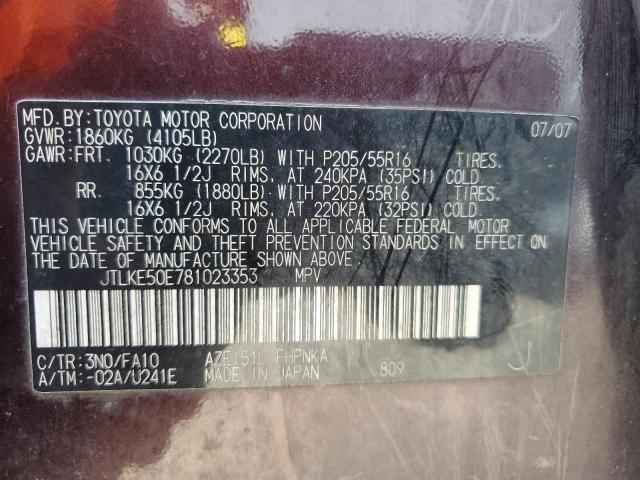 MFD.BY:TOYOTA MOTOR CORPORATION 07/07
GVWR:1860KG (4105LB)
GAWR:FRT. 1030KG (2270LB) WITH P205/55R16 TIRES.
16X6 1/2J RIMS, AT 240KPA (35PSI) COLD.
RR. 855KG (1880LB) WITH P205/55R16 TIRES.
16X6 1/2J RIMS, AT 220KPA (32PSI) COLD.
THIS VEHICLE CONFORMS TO ALL APPLICABLE FEDERAL MOTOR
VEHICLE SAFETY AND THEFT PREVENTION STANDARDS IN EFFECT ON
THE DATE OF MANUFACTURE SHOWN ABOVE.
JTLKE50E781023353 MPV
C/TR:3N0/FA10 AZE151L-FHPNKA
A/TM:-02A/U241E MADE IN JAPAN 809 J